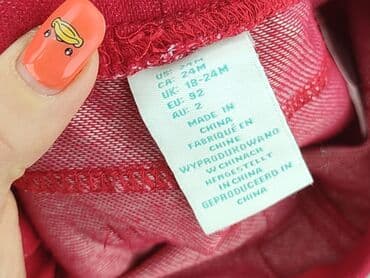 US: 24M
CA: 24M
UK: 18-24M
EU: 92
AU: 2
MADE IN
CHINA
FABRIQUÉ EN
CHINE
WYPRODUKOWANO
W CHINACH
HERGESTELLT
IN CHINA
GEPRODUCEERD IN
CHINA